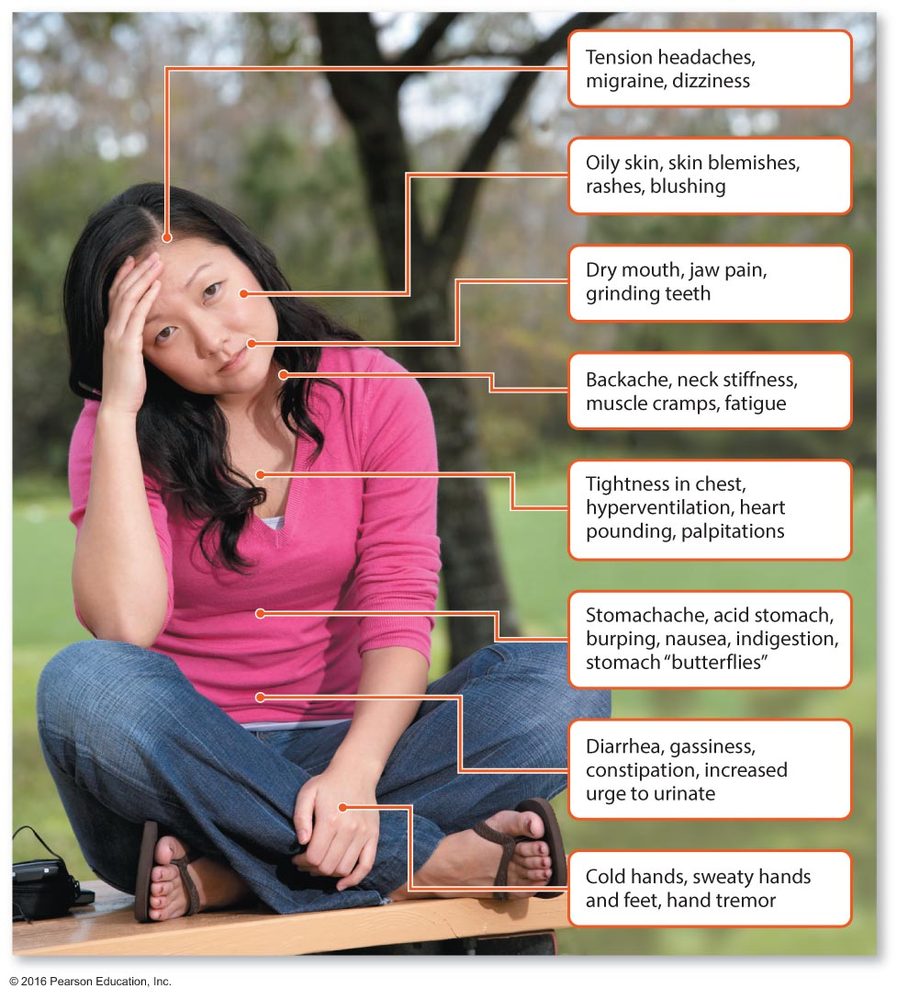 Tension headaches,
migraine, dizziness
Oily skin, skin blemishes,
rashes, blushing
Dry mouth, jaw pain,
grinding teeth
Backache, neck stiffness,
muscle cramps, fatigue
Tightness in chest,
hyperventilation, heart
pounding, palpitations
Stomachache, acid stomach,
burping, nausea, indigestion,
stomach “butterflies”
Diarrhea, gassiness,
constipation, increased
urge to urinate
Cold hands, sweaty hands
and feet, hand tremor
© 2016 Pearson Education, Inc.